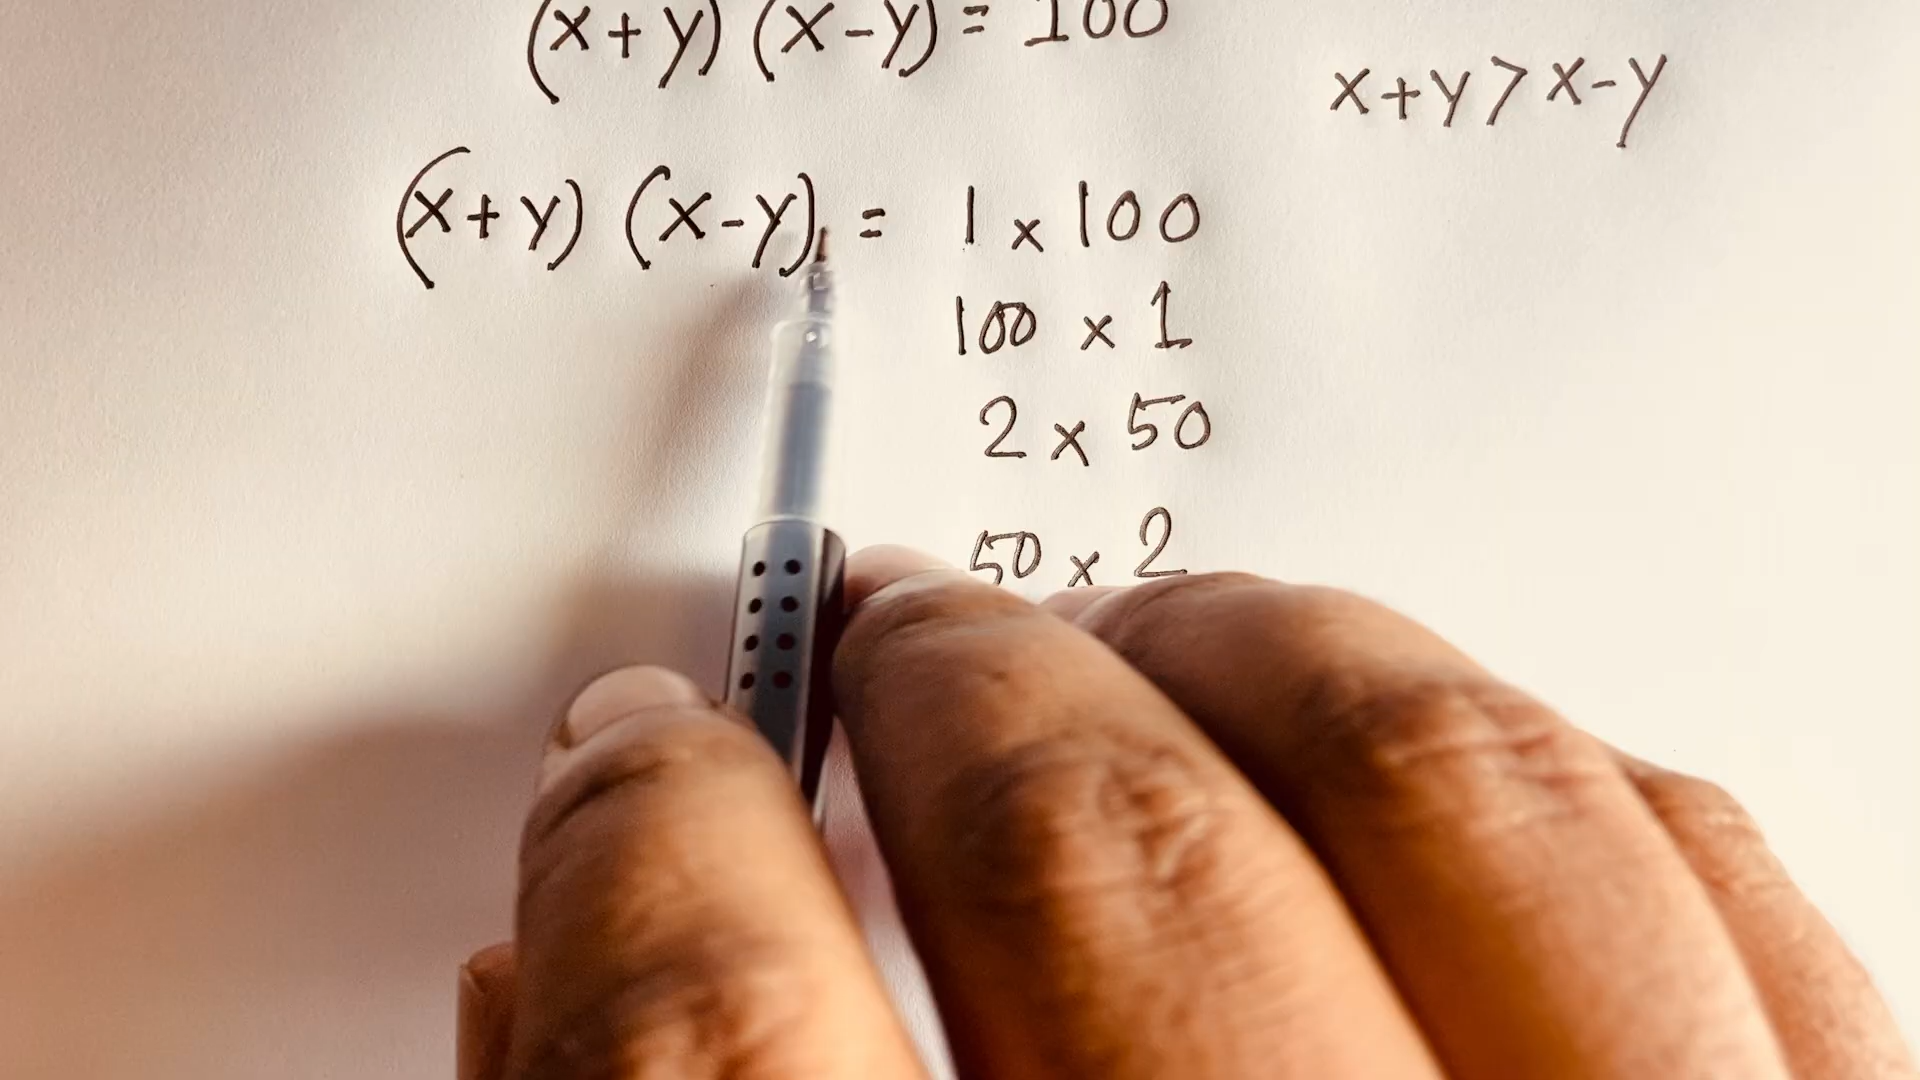 (x+y) (x-y) = 100
x+y > x-y
(x+y) (x-y) = 1 x 100
100 x 1
2 x 50
50 x 2